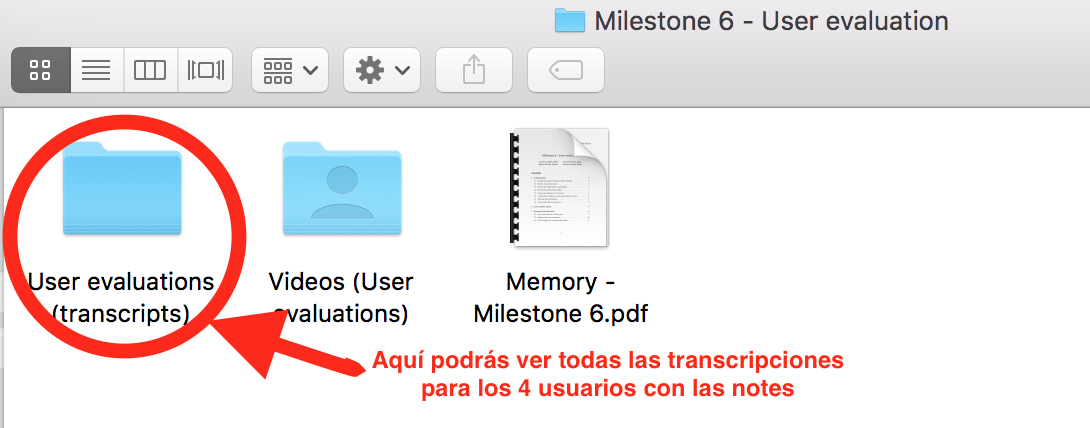 Milestone 6 - User evaluation
User evaluations
(transcripts)
Videos (User
evaluations)
Memory -
Milestone 6.pdf
Aquí podrás ver todas las transcripciones
para los 4 usuarios con las notes